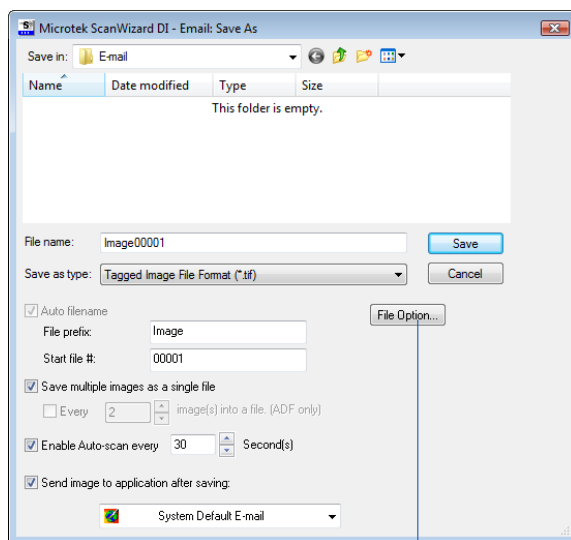 Microtek ScanWizard DI - Email: Save As
Save in: E-mail
Name Date modified Type Size
This folder is empty.
File name: Image00001 Save
Save as type: Tagged Image File Format (*.tif) Cancel
Auto filename File Option...
File prefix: Image
Start file #: 00001
Save multiple images as a single file
Every 2 image(s) into a file. (ADF only)
Enable Auto-scan every 30 Second(s)
Send image to application after saving:
System Default E-mail